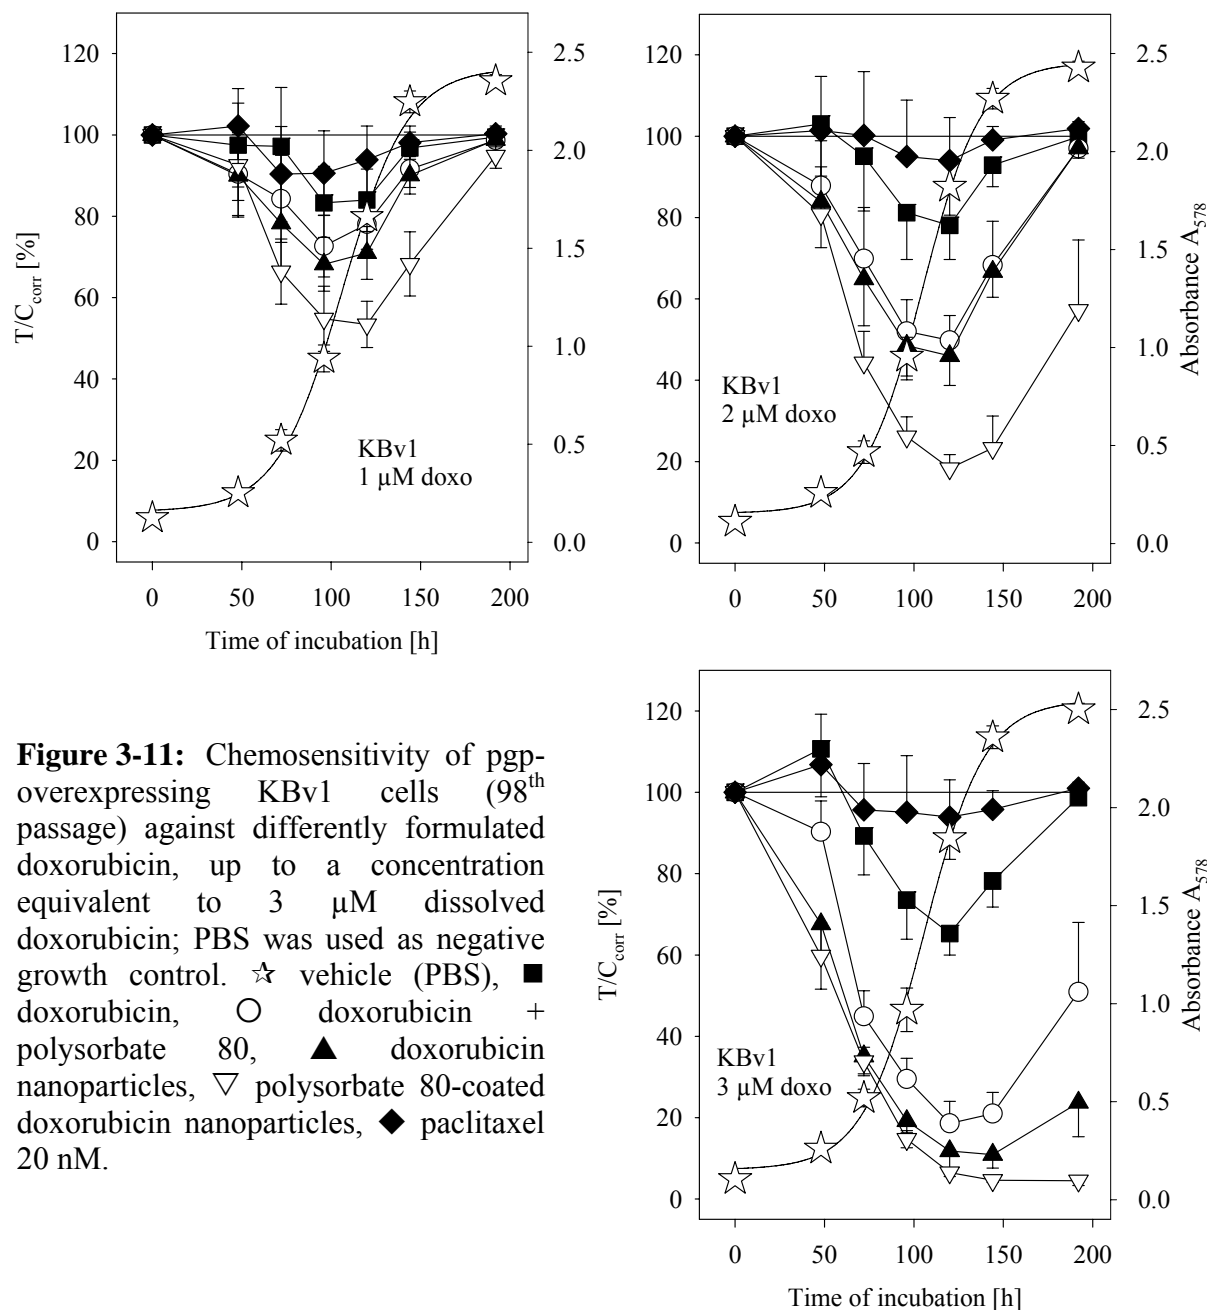 120
100
80
60
40
20
0
T/C_corr [%]
2.5
2.0
1.5
1.0
0.5
0.0
KBv1
1 µM doxo
0 50 100 150 200
Time of incubation [h]
120
100
80
60
40
20
0
2.5
2.0
1.5
1.0
0.5
0.0
Absorbance A_578
KBv1
2 µM doxo
0 50 100 150 200
Figure 3-11: Chemosensitivity of pgp-
overexpressing KBv1 cells (98th
passage) against differently formulated
doxorubicin, up to a concentration
equivalent to 3 µM dissolved
doxorubicin; PBS was used as negative
growth control. ☆ vehicle (PBS), ■
doxorubicin, ○ doxorubicin +
polysorbate 80, ▲ doxorubicin
nanoparticles, ▽ polysorbate 80-coated
doxorubicin nanoparticles, ◆ paclitaxel
20 nM.
120
100
80
60
40
20
0
T/C_corr [%]
2.5
2.0
1.5
1.0
0.5
0.0
Absorbance A_578
KBv1
3 µM doxo
0 50 100 150 200
Time of incubation [h]